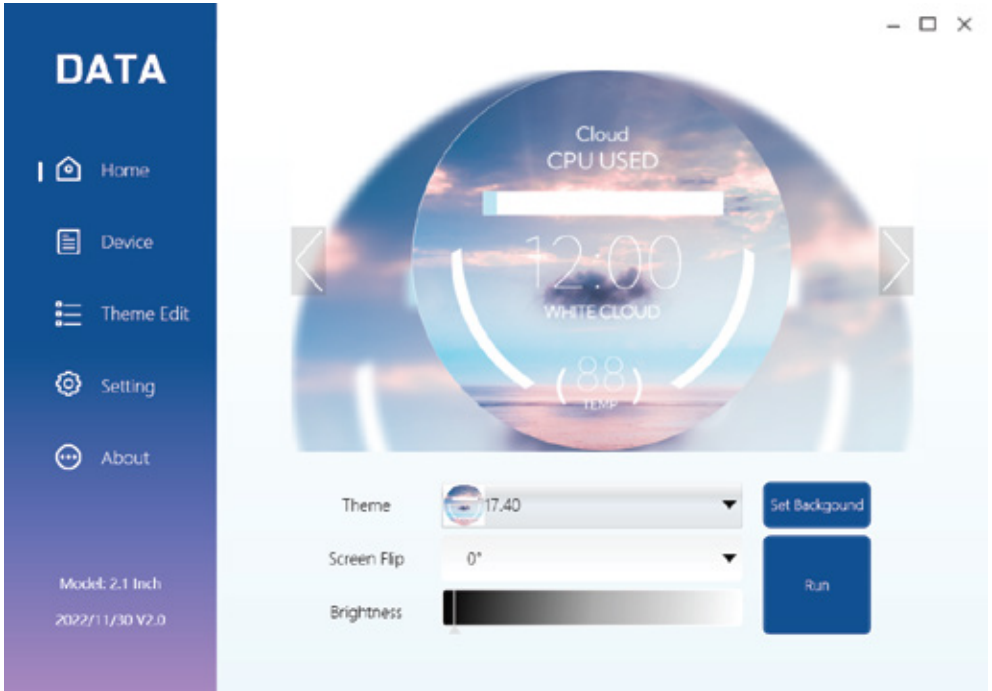 DATA
Home
Device
Theme Edit
Setting
About
Model: 2.1 Inch
2022/11/30 V2.0
Cloud
CPU USED
12:00
WHITE CLOUD
88
TEMP
Theme
17.40
Set Backgound
Screen Flip
0°
Run
Brightness